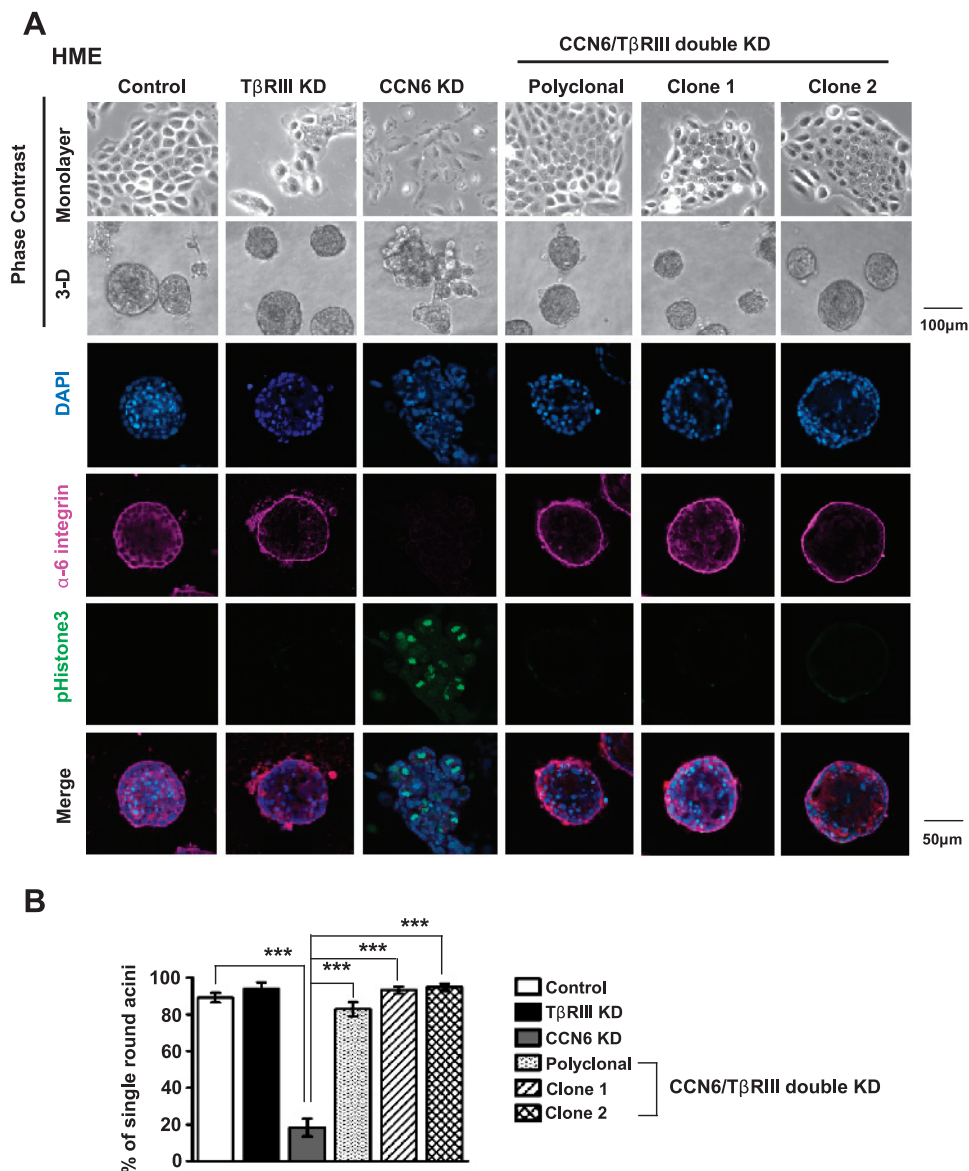 A
HME
CCN6/TβRIII double KD
Control TβRIII KD CCN6 KD Polyclonal Clone 1 Clone 2
Phase Contrast
Monolayer
3-D
100µm
DAPI
α-6 integrin
pHistone3
Merge
50µm
B
*** *** *** ***
% of single round acini
100
80
60
40
20
0
Control
TβRIII KD
CCN6 KD
Polyclonal
Clone 1
Clone 2
CCN6/TβRIII double KD